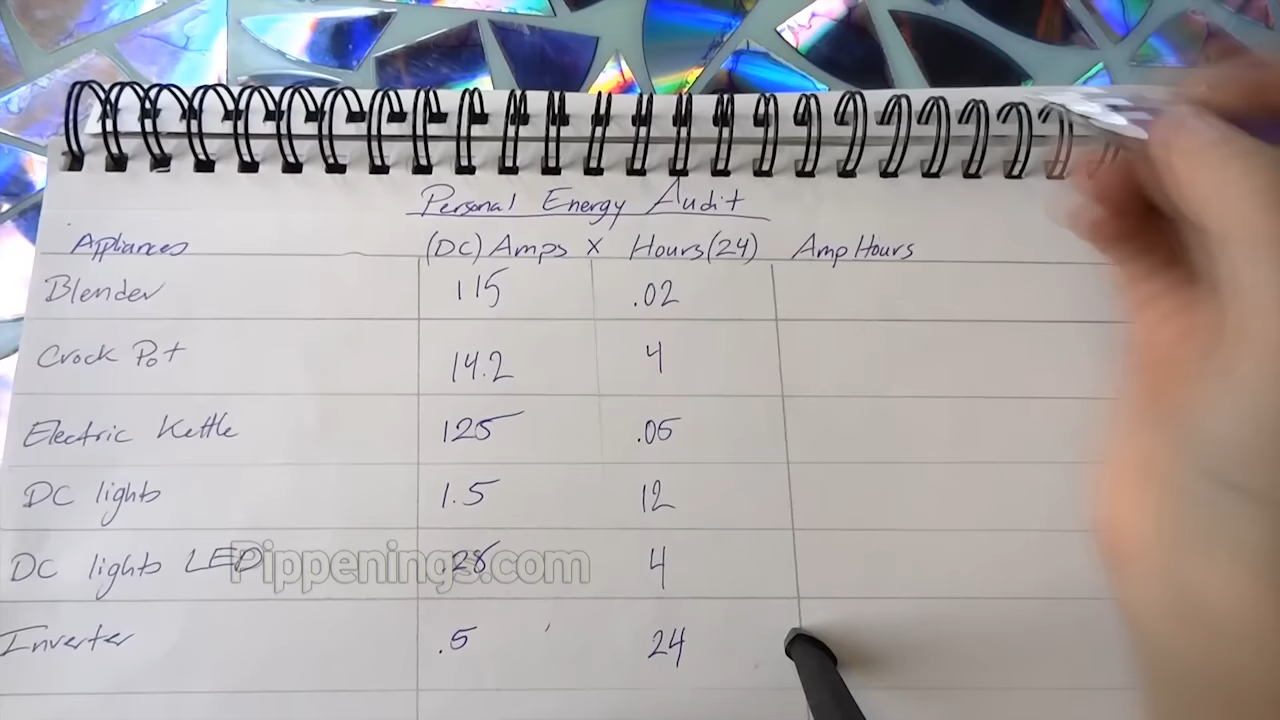 Personal Energy Audit
Appliances (DC) Amps x Hours(24) Amp Hours
Blender 115 .02
Crock Pot 14.2 4
Electric Kettle 125 .05
DC lights 1.5 12
DC lights LED 4
Pippenings.com
Inverter .5 24